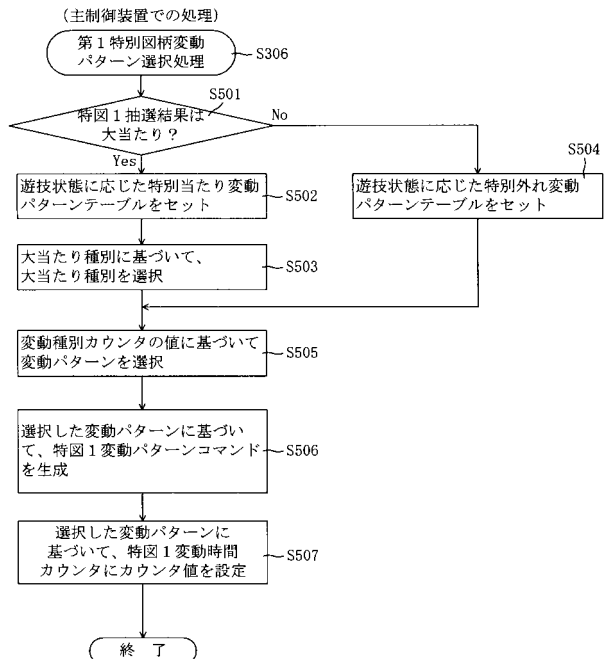 (主制御装置での処理)
第1特別図柄変動
パターン選択処理
S306
S501
特図1抽選結果は
大当たり?
No
Yes
S504
遊技状態に応じた特別当たり変動
パターンテーブルをセット
S502
遊技状態に応じた特別外れ変動
パターンテーブルをセット
大当たり種別に基づいて、
大当たり種別を選択
S503
変動種別カウンタの値に基づいて
変動パターンを選択
S505
選択した変動パターンに基づい
て、特図1変動パターンコマンド
を生成
S506
選択した変動パターンに
基づいて、特図1変動時間
カウンタにカウンタ値を設定
S507
終 了